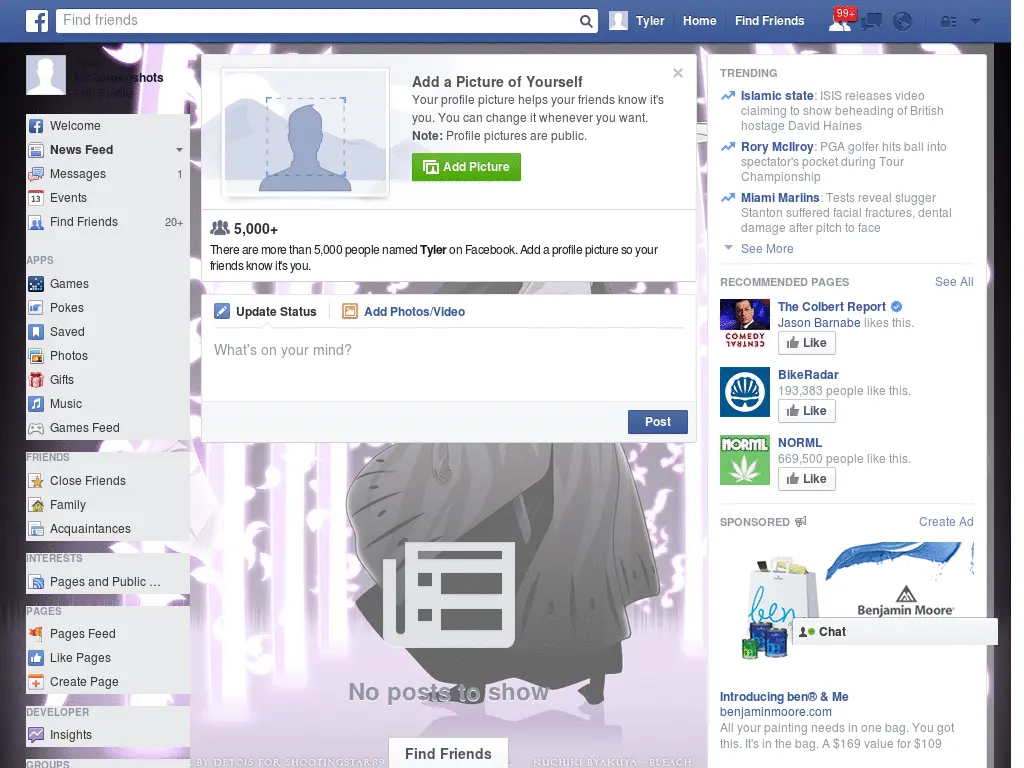 Find friends
Tyler
Home
Find Friends
99+
Tyler
McScreenshots
Edit Profile
Welcome
News Feed
Messages 1
Events
Find Friends 20+
APPS
Games
Pokes
Saved
Photos
Gifts
Music
Games Feed
FRIENDS
Close Friends
Family
Acquaintances
INTERESTS
Pages and Public ...
PAGES
Pages Feed
Like Pages
Create Page
DEVELOPER
Insights
GROUPS
Add a Picture of Yourself
Your profile picture helps your friends know it's
you. You can change it whenever you want.
Note: Profile pictures are public.
Add Picture
5,000+
There are more than 5,000 people named Tyler on Facebook. Add a profile picture so your
friends know it's you.
Update Status
Add Photos/Video
What's on your mind?
Post
No posts to show
Find Friends
BY DETOIS FOR SHOOTINGSTAR89
KUCHIKI BYAKUYA - BLEACH
TRENDING
Islamic state: ISIS releases video
claiming to show beheading of British
hostage David Haines
Rory McIlroy: PGA golfer hits ball into
spectator's pocket during Tour
Championship
Miami Marlins: Tests reveal slugger
Stanton suffered facial fractures, dental
damage after pitch to face
See More
RECOMMENDED PAGES See All
The Colbert Report
Jason Barnabe likes this.
Like
COMEDY
CENTRAL
BikeRadar
193,383 people like this.
Like
NORML
NORML
669,500 people like this.
Like
SPONSORED Create Ad
ben
Benjamin Moore
Chat
Introducing ben® & Me
benjaminmoore.com
All your painting needs in one bag. You got
this. It's in the bag. A $169 value for $109